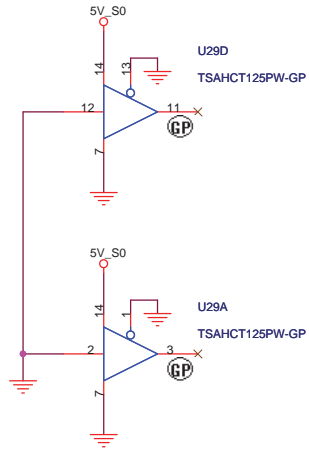 5V_S0
U29D
14
13
TSAHCT125PW-GP
12
11
GP
7
5V_S0
U29A
14
1
TSAHCT125PW-GP
2
3
GP
7